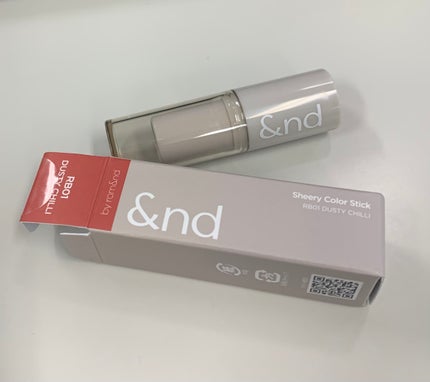 &nd
RB01
DUSTY CHILLI
by rom&nd
&nd
Sheery Color Stick
RB01 DUSTY CHILLI